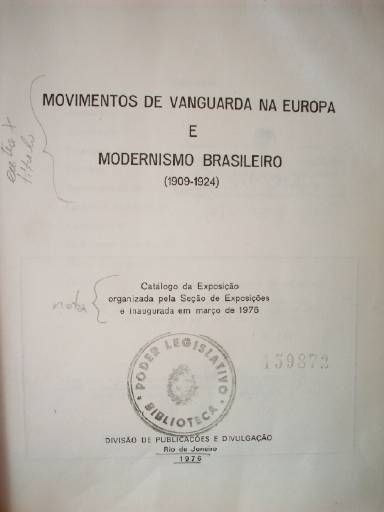 MOVIMENTOS DE VANGUARDA NA EUROPA
E
MODERNISMO BRASILEIRO
(1909-1924)
Catálogo da Exposição
nota
organizada pela Seção de Exposições
e inaugurada em março de 1976
159872
PODER LEGISLATIVO
BIBLIOTECA
DIVISÃO DE PUBLICAÇÕES E DIVULGAÇÃO
Rio de Janeiro
1976